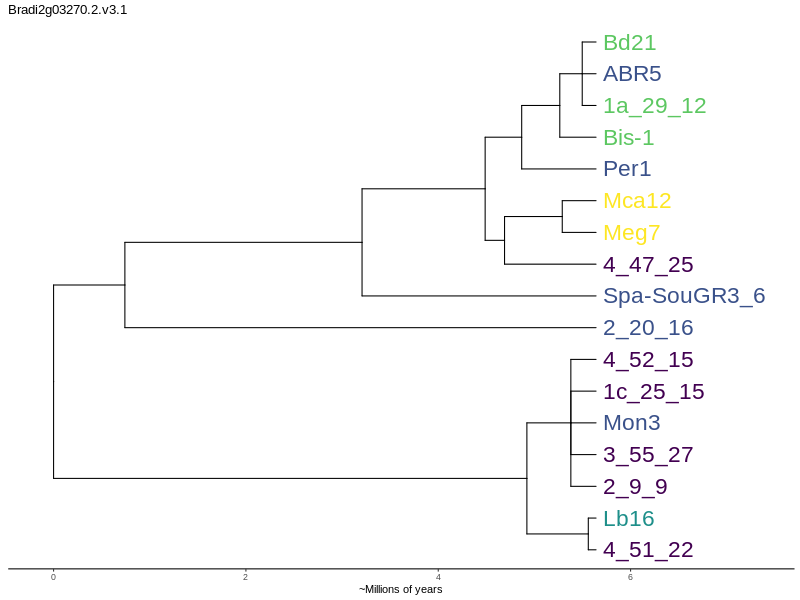 Bradi2g03270.2.v3.1
Bd21
ABR5
1a_29_12
Bis-1
Per1
Mca12
Meg7
4_47_25
Spa-SouGR3_6
2_20_16
4_52_15
1c_25_15
Mon3
3_55_27
2_9_9
Lb16
4_51_22
0 2 4 6
~Millions of years